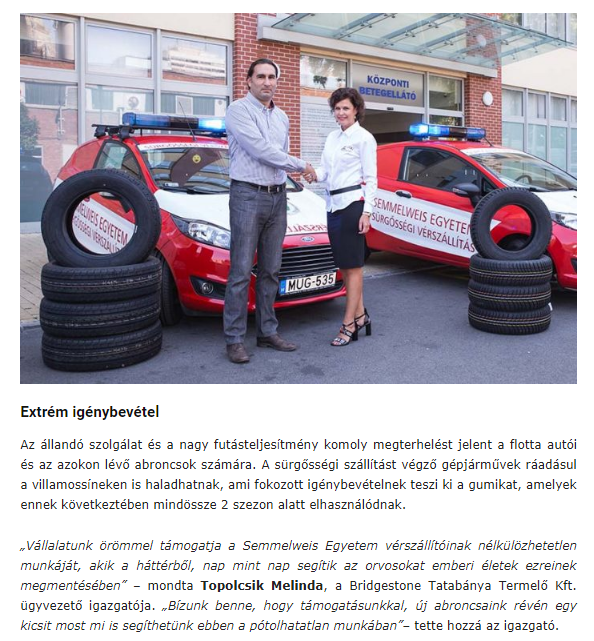 KÖZPONTI
BETEGELLÁTÓ
SEMMELWEIS EGYETEM
SÜRGŐSSÉGI VÉRSZÁLLÍTÁS
MUG-535
Extrém igénybevétel
Az állandó szolgálat és a nagy futásteljesítmény komoly megterhelést jelent a flotta autói
és az azokon lévő abroncsok számára. A sürgősségi szállítást végző gépjárművek ráadásul
a villamossíneken is haladhatnak, ami fokozott igénybevételnek teszi ki a gumikat, amelyek
ennek következtében mindössze 2 szezon alatt elhasználódnak.
„Vállalatunk örömmel támogatja a Semmelweis Egyetem vérszállítóinak nélkülözhetetlen
munkáját, akik a háttérből, nap mint nap segítik az orvosokat emberi életek ezreinek
megmentésében” – mondta Topolcsik Melinda, a Bridgestone Tatabánya Termelő Kft.
ügyvezető igazgatója. „Bízunk benne, hogy támogatásunkkal, új abroncsaink révén egy
kicsit most mi is segíthetünk ebben a pótolhatatlan munkában”– tette hozzá az igazgató.